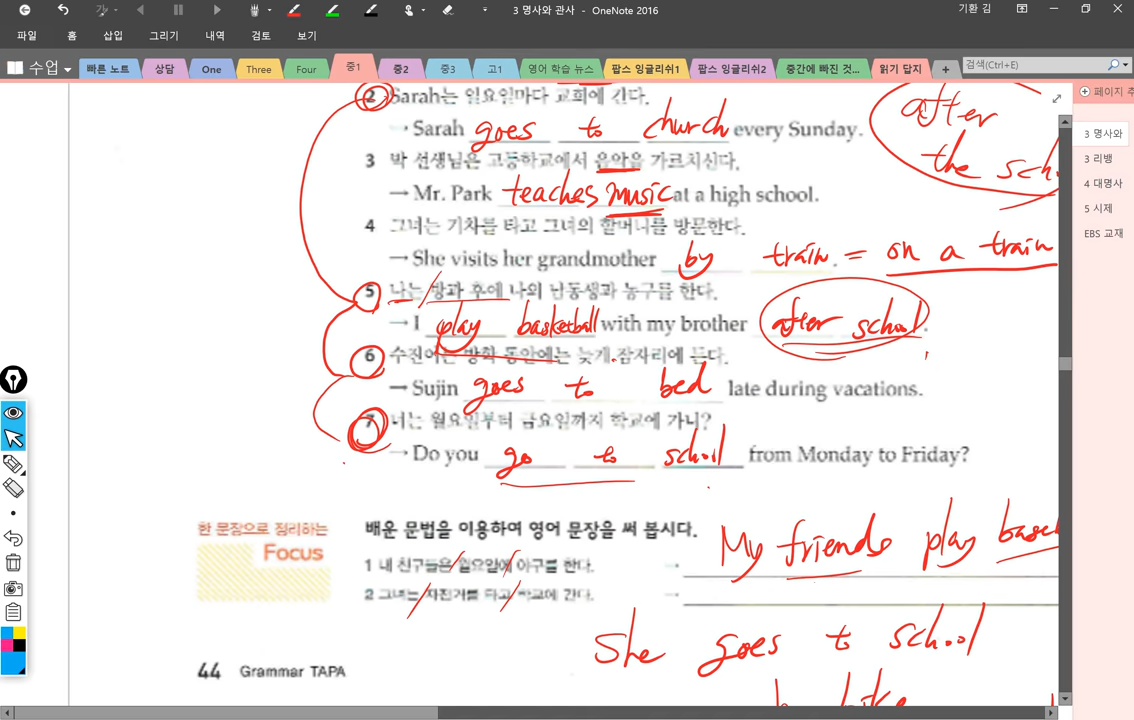 3 명사와 관사 - OneNote 2016
기환 김
파일 홈 삽입 그리기 내역 검토 보기
수업 빠른 노트 상담 One Three Four 중1 중2 중3 고1 영어 학습 뉴스 팝스 잉글리쉬1 팝스 잉글리쉬2 중간에 빠진 것... 읽기 답지 + 검색(Ctrl+E)
페이지 추
3 명사와
3 리뱅
4 대명사
5 시제
EBS 교재
2 Sarah는 일요일마다 교회에 간다.
→ Sarah goes to church every Sunday.
after
the sch
3 박 선생님은 고등학교에서 음악을 가르치신다.
→ Mr. Park teaches music at a high school.
4 그녀는 기차를 타고 그녀의 할머니를 방문한다.
→ She visits her grandmother by train. = on a train
5 나는 방과 후에 나의 남동생과 농구를 한다.
→ I play basketball with my brother after school.
6 수진이는 방학 동안에는 늦게 잠자리에 든다.
→ Sujin goes to bed late during vacations.
7 너는 월요일부터 금요일까지 학교에 가니?
→ Do you go to school from Monday to Friday?
한 문장으로 정리하는
Focus
배운 문법을 이용하여 영어 문장을 써 봅시다.
1 내 친구들은 월요일에 야구를 한다. → My friends play base
2 그녀는 자전거를 타고 학교에 간다. →
She goes to school
44 Grammar TAPA